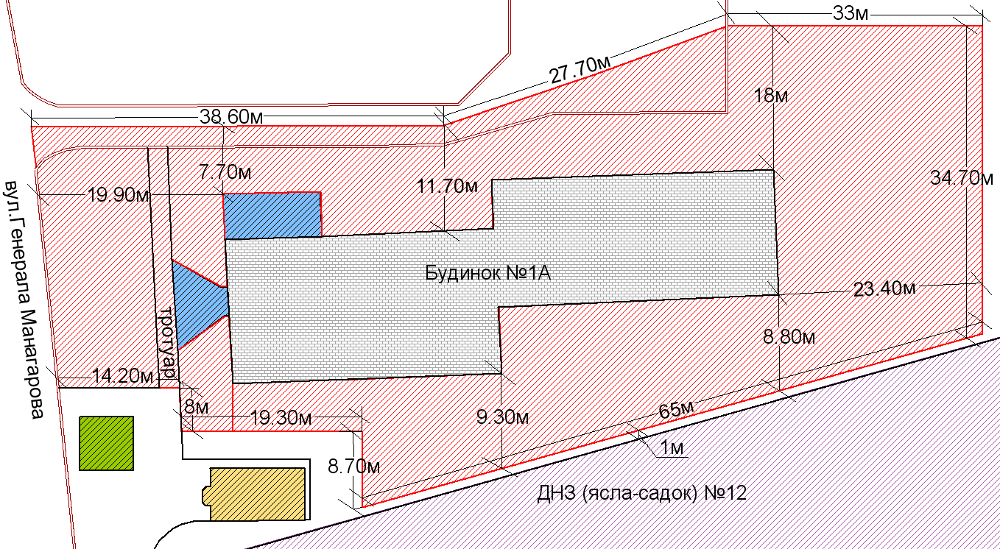 33м
27.70м
18м
38.60м
7.70м
11.70м
34.70м
19.90м
вул.Генерала Манагарова
Будинок №1А
23.40м
тротуар
8.80м
14.20м
8м
19.30м
9.30м
65м
1м
8.70м
ДНЗ (ясла-садок) №12